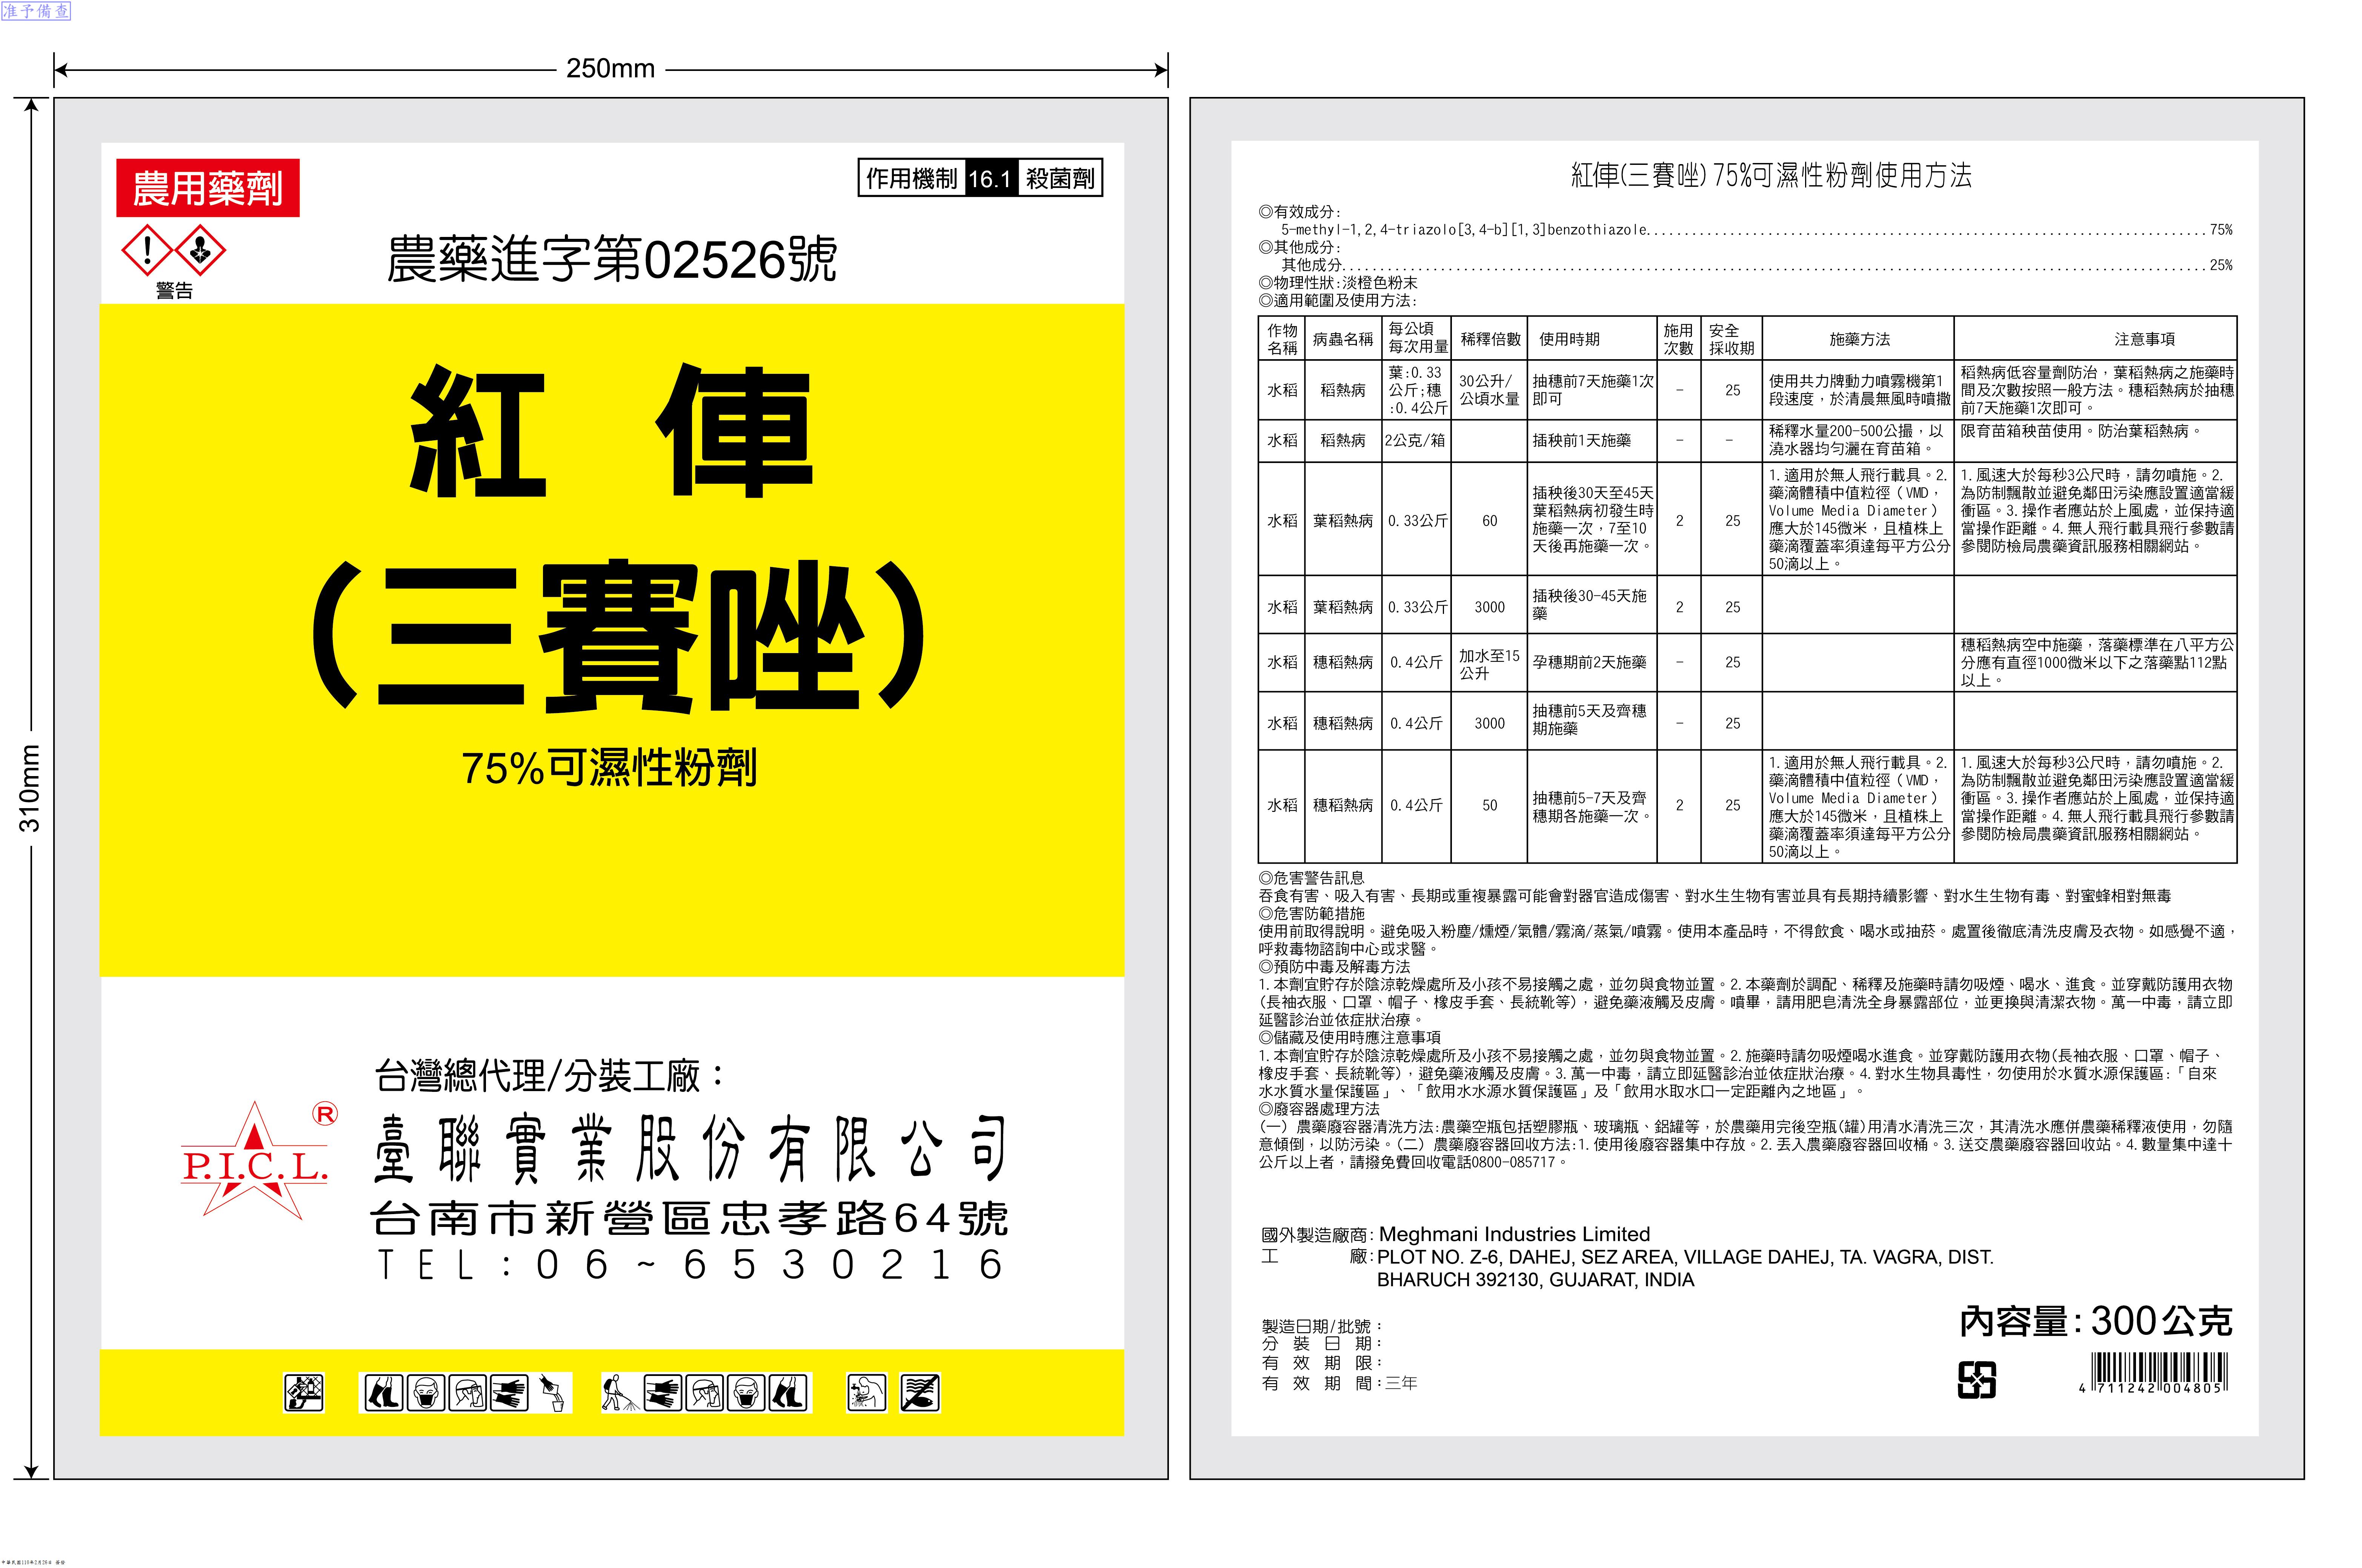 准予備查
250mm
310mm
農用藥劑
作用機制 16.1 殺菌劑
警告
農藥進字第02526號
紅 俥
(三賽唑)
75%可濕性粉劑
台灣總代理/分裝工廠：
臺聯實業股份有限公司
台南市新營區忠孝路64號
TEL:06~6530216
®
P.I.C.L.
紅俥(三賽唑)75%可濕性粉劑使用方法
◎有效成分:
5-methyl-1,2,4-triazolo[3,4-b][1,3]benzothiazole........75%
◎其他成分:
其他成分........25%
◎物理性狀:淡橙色粉末
◎適用範圍及使用方法:
作物名稱 病蟲名稱 每公頃每次用量 稀釋倍數 使用時期 施用次數 安全採收期 施藥方法 注意事項
水稻 稻熱病 葉:0.33公斤;穗:0.4公斤 30公升/公頃水量 抽穗前7天施藥1次即可 - 25 使用共力牌動力噴霧機第1段速度，於清晨無風時噴撒 稻熱病低容量劑防治，葉稻熱病之施藥時間及次數按照一般方法。穗稻熱病於抽穗前7天施藥1次即可。
水稻 稻熱病 2公克/箱 插秧前1天施藥 - - 稀釋水量200-500公撮，以澆水器均勻灑在育苗箱。 限育苗箱秧苗使用。防治葉稻熱病。
水稻 葉稻熱病 0.33公斤 60 插秧後30天至45天葉稻熱病初發生時施藥一次，7至10天後再施藥一次。 2 25 1.適用於無人飛行載具。2.藥滴體積中值粒徑（VMD，Volume Media Diameter）應大於145微米，且植株上藥滴覆蓋率須達每平方公分50滴以上。 1.風速大於每秒3公尺時，請勿噴施。2.為防制飄散並避免鄰田污染應設置適當緩衝區。3.操作者應站於上風處，並保持適當操作距離。4.無人飛行載具飛行參數請參閱防檢局農藥資訊服務相關網站。
水稻 葉稻熱病 0.33公斤 3000 插秧後30-45天施藥 2 25
水稻 穗稻熱病 0.4公斤 加水至15公升 孕穗期前2天施藥 - 25 穗稻熱病空中施藥，落藥標準在八平方公分應有直徑1000微米以下之落藥點112點以上。
水稻 穗稻熱病 0.4公斤 3000 抽穗前5天及齊穗期施藥 - 25
水稻 穗稻熱病 0.4公斤 50 抽穗前5-7天及齊穗期各施藥一次。 2 25 1.適用於無人飛行載具。2.藥滴體積中值粒徑（VMD，Volume Media Diameter）應大於145微米，且植株上藥滴覆蓋率須達每平方公分50滴以上。 1.風速大於每秒3公尺時，請勿噴施。2.為防制飄散並避免鄰田污染應設置適當緩衝區。3.操作者應站於上風處，並保持適當操作距離。4.無人飛行載具飛行參數請參閱防檢局農藥資訊服務相關網站。
◎危害警告訊息
吞食有害、吸入有害、長期或重複暴露可能會對器官造成傷害、對水生生物有害並具有長期持續影響、對水生生物有毒、對蜜蜂相對無毒
◎危害防範措施
使用前取得說明。避免吸入粉塵/燻煙/氣體/霧滴/蒸氣/噴霧。使用本產品時，不得飲食、喝水或抽菸。處置後徹底清洗皮膚及衣物。如感覺不適，
呼救毒物諮詢中心或求醫。
◎預防中毒及解毒方法
1.本劑宜貯存於陰涼乾燥處所及小孩不易接觸之處，並勿與食物並置。2.本藥劑於調配、稀釋及施藥時請勿吸煙、喝水、進食。並穿戴防護用衣物
(長袖衣服、口罩、帽子、橡皮手套、長統靴等)，避免藥液觸及皮膚。噴畢，請用肥皂清洗全身暴露部位，並更換與清潔衣物。萬一中毒，請立即
延醫診治並依症狀治療。
◎儲藏及使用時應注意事項
1.本劑宜貯存於陰涼乾燥處所及小孩不易接觸之處，並勿與食物並置。2.施藥時請勿吸煙喝水進食。並穿戴防護用衣物(長袖衣服、口罩、帽子、
橡皮手套、長統靴等)，避免藥液觸及皮膚。3.萬一中毒，請立即延醫診治並依症狀治療。4.對水生物具毒性，勿使用於水質水源保護區:「自來
水水質水量保護區」、「飲用水水源水質保護區」及「飲用水取水口一定距離內之地區」。
◎廢容器處理方法
(一）農藥廢容器清洗方法:農藥空瓶包括塑膠瓶、玻璃瓶、鋁罐等，於農藥用完後空瓶(罐)用清水清洗三次，其清洗水應併農藥稀釋液使用，勿隨
意傾倒，以防污染。(二）農藥廢容器回收方法:1.使用後廢容器集中存放。2.丟入農藥廢容器回收桶。3.送交農藥廢容器回收站。4.數量集中達十
公斤以上者，請撥免費回收電話0800-085717。
國外製造廠商:Meghmani Industries Limited
工 廠:PLOT NO. Z-6, DAHEJ, SEZ AREA, VILLAGE DAHEJ, TA. VAGRA, DIST.
BHARUCH 392130, GUJARAT, INDIA
製造日期/批號：
分裝日期：
有效期限：
有效期間：三年
內容量：300公克
4 711242 004805